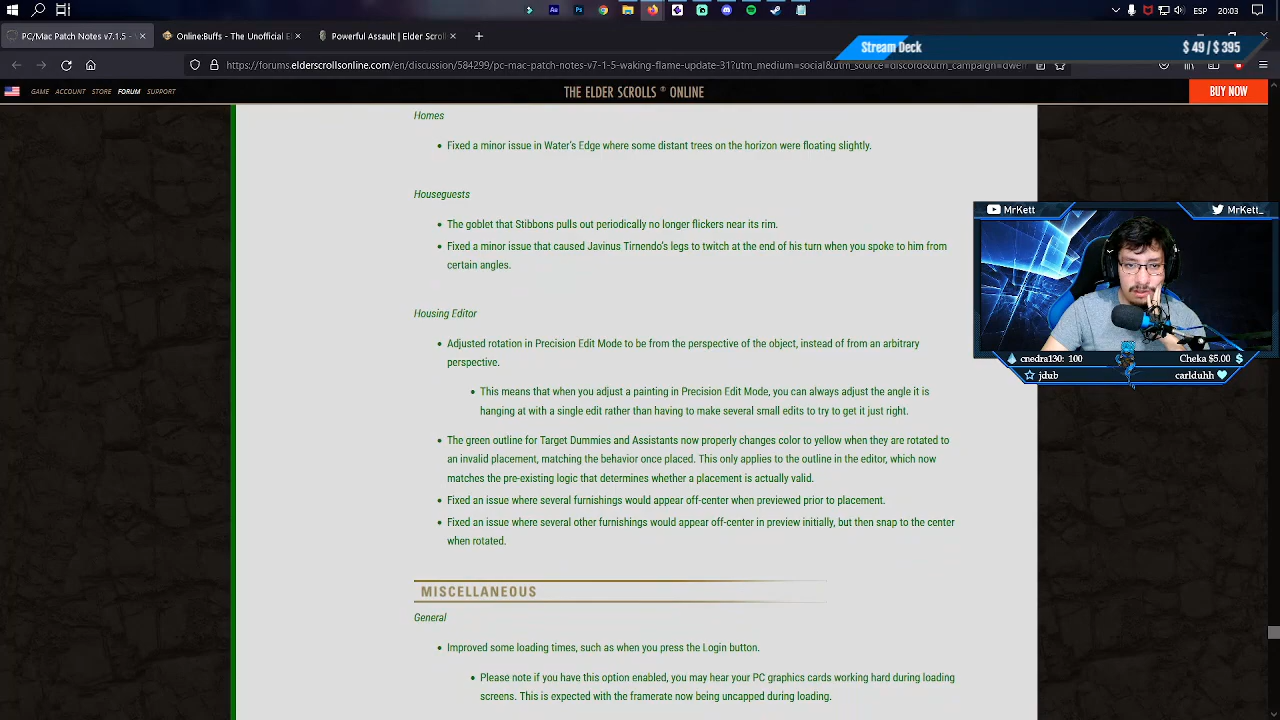 ESP
20:03
PC/Mac Patch Notes v7.1.5 -
Online:Buffs - The Unofficial El
Powerful Assault | Elder Scroll
Stream Deck
$ 49 / $ 395
https://forums.elderscrollsonline.com/en/discussion/584299/pc-mac-patch-notes-v7-1-5-waking-flame-update-31?utm_medium=social&utm_source=discord&utm_campaign=dwem
GAME ACCOUNT STORE FORUM SUPPORT
THE ELDER SCROLLS ® ONLINE
BUY NOW
Homes
• Fixed a minor issue in Water's Edge where some distant trees on the horizon were floating slightly.
Houseguests
• The goblet that Stibbons pulls out periodically no longer flickers near its rim.
• Fixed a minor issue that caused Javinus Tirnendo's legs to twitch at the end of his turn when you spoke to him from
certain angles.
Housing Editor
• Adjusted rotation in Precision Edit Mode to be from the perspective of the object, instead of from an arbitrary
perspective.
• This means that when you adjust a painting in Precision Edit Mode, you can always adjust the angle it is
hanging at with a single edit rather than having to make several small edits to try to get it just right.
• The green outline for Target Dummies and Assistants now properly changes color to yellow when they are rotated to
an invalid placement, matching the behavior once placed. This only applies to the outline in the editor, which now
matches the pre-existing logic that determines whether a placement is actually valid.
• Fixed an issue where several furnishings would appear off-center when previewed prior to placement.
• Fixed an issue where several other furnishings would appear off-center in preview initially, but then snap to the center
when rotated.
MISCELLANEOUS
General
• Improved some loading times, such as when you press the Login button.
• Please note if you have this option enabled, you may hear your PC graphics cards working hard during loading
screens. This is expected with the framerate now being uncapped during loading.
MrKett
MrKett_
cnedra130: 100
Cheka $5.00
jdub
carlduhh